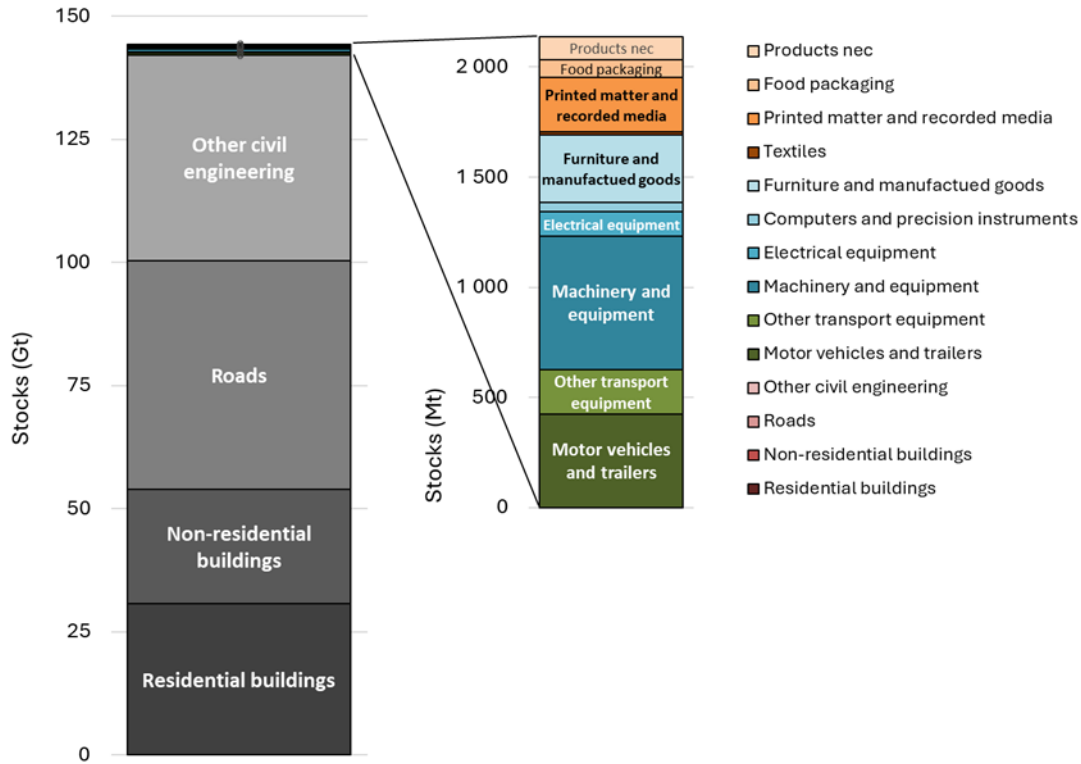 150
125
100
75
50
25
0
Stocks (Gt)
Other civil
engineering
Roads
Non-residential
buildings
Residential buildings
2 000
1 500
1 000
500
0
Stocks (Mt)
Products nec
Food packaging
Printed matter and
recorded media
Furniture and
manufactued goods
Electrical equipment
Machinery and
equipment
Other transport
equipment
Motor vehicles
and trailers
Products nec
Food packaging
Printed matter and recorded media
Textiles
Furniture and manufactued goods
Computers and precision instruments
Electrical equipment
Machinery and equipment
Other transport equipment
Motor vehicles and trailers
Other civil engineering
Roads
Non-residential buildings
Residential buildings